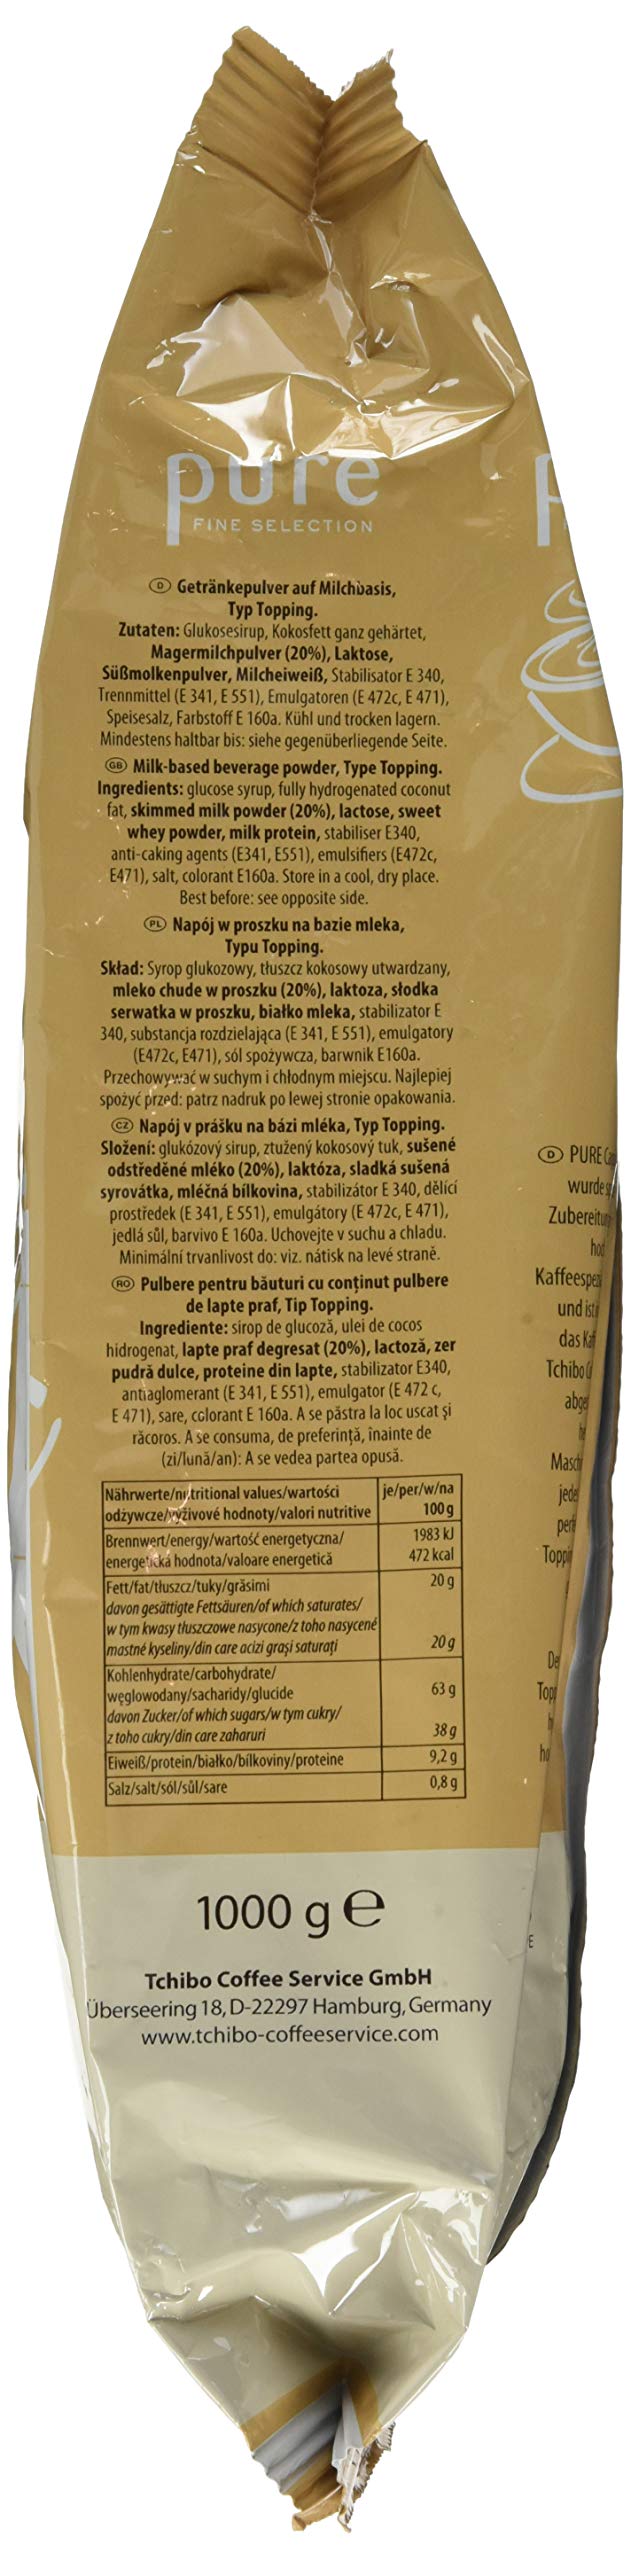 pure
FINE SELECTION
D Getränkepulver auf Milchbasis,
Typ Topping.
Zutaten: Glukosesirup, Kokosfett ganz gehärtet,
Magermilchpulver (20%), Laktose,
Süßmolkenpulver, Milcheiweiß, Stabilisator E 340,
Trennmittel (E 341, E 551), Emulgatoren (E 472c, E 471),
Speisesalz, Farbstoff E 160a. Kühl und trocken lagern.
Mindestens haltbar bis: siehe gegenüberliegende Seite.
GB Milk-based beverage powder, Type Topping.
Ingredients: glucose syrup, fully hydrogenated coconut
fat, skimmed milk powder (20%), lactose, sweet
whey powder, milk protein, stabiliser E340,
anti-caking agents (E341, E551), emulsifiers (E472c,
E471), salt, colorant E160a. Store in a cool, dry place.
Best before: see opposite side.
PL Napój w proszku na bazie mleka,
Typu Topping.
Skład: Syrop glukozowy, tłuszcz kokosowy utwardzany,
mleko chude w proszku (20%), laktoza, słodka
serwatka w proszku, białko mleka, stabilizator E
340, substancja rozdzielająca (E 341, E 551), emulgatory
(E472c, E471), sól spożywcza, barwnik E160a.
Przechowywać w suchym i chłodnym miejscu. Najlepiej
spożyć przed: patrz nadruk po lewej stronie opakowania.
CZ Nápoj v prášku na bázi mléka, Typ Topping.
Složení: glukózový sirup, ztužený kokosový tuk, sušené
odstředěné mléko (20%), laktóza, sladká sušená
syrovátka, mléčná bílkovina, stabilizátor E 340, dělící
prostředek (E 341, E 551), emulgátory (E 472c, E 471),
jedlá sůl, barvivo E 160a. Uchovejte v suchu a chladu.
Minimální trvanlivost do: viz. nátisk na levé straně.
RO Pulbere pentru băuturi cu conţinut pulbere
de lapte praf, Tip Topping.
Ingrediente: sirop de glucoză, ulei de cocos
hidrogenat, lapte praf degresat (20%), lactoză, zer
pudră dulce, proteine din lapte, stabilizator E340,
antiaglomerant (E 341, E 551), emulgator (E 472 c,
E 471), sare, colorant E 160a. A se păstra la loc uscat şi
răcoros. A se consuma, de preferinţă, înainte de
(zi/lună/an): A se vedea partea opusă.
Nährwerte/nutritional values/wartości je/per/w/na
odżywcze/výživové hodnoty/valori nutritive 100 g
Brennwert/energy/wartość energetyczna/ 1983 kJ
energetická hodnota/valoare energetică 472 kcal
Fett/fat/tłuszcz/tuky/grăsimi 20 g
davon gesättigte Fettsäuren/of which saturates/
w tym kwasy tłuszczowe nasycone/z toho nasycené
mastné kyseliny/din care acizi graşi saturaţi 20 g
Kohlenhydrate/carbohydrate/
węglowodany/sacharidy/glucide 63 g
davon Zucker/of which sugars/w tym cukry/
z toho cukry/din care zaharuri 38 g
Eiweiß/protein/białko/bílkoviny/proteine 9,2 g
Salz/salt/sól/sůl/sare 0,8 g
1000 g e
Tchibo Coffee Service GmbH
Überseering 18, D-22297 Hamburg, Germany
www.tchibo-coffeeservice.com
D PURE
wurde
und
das
Tchibo